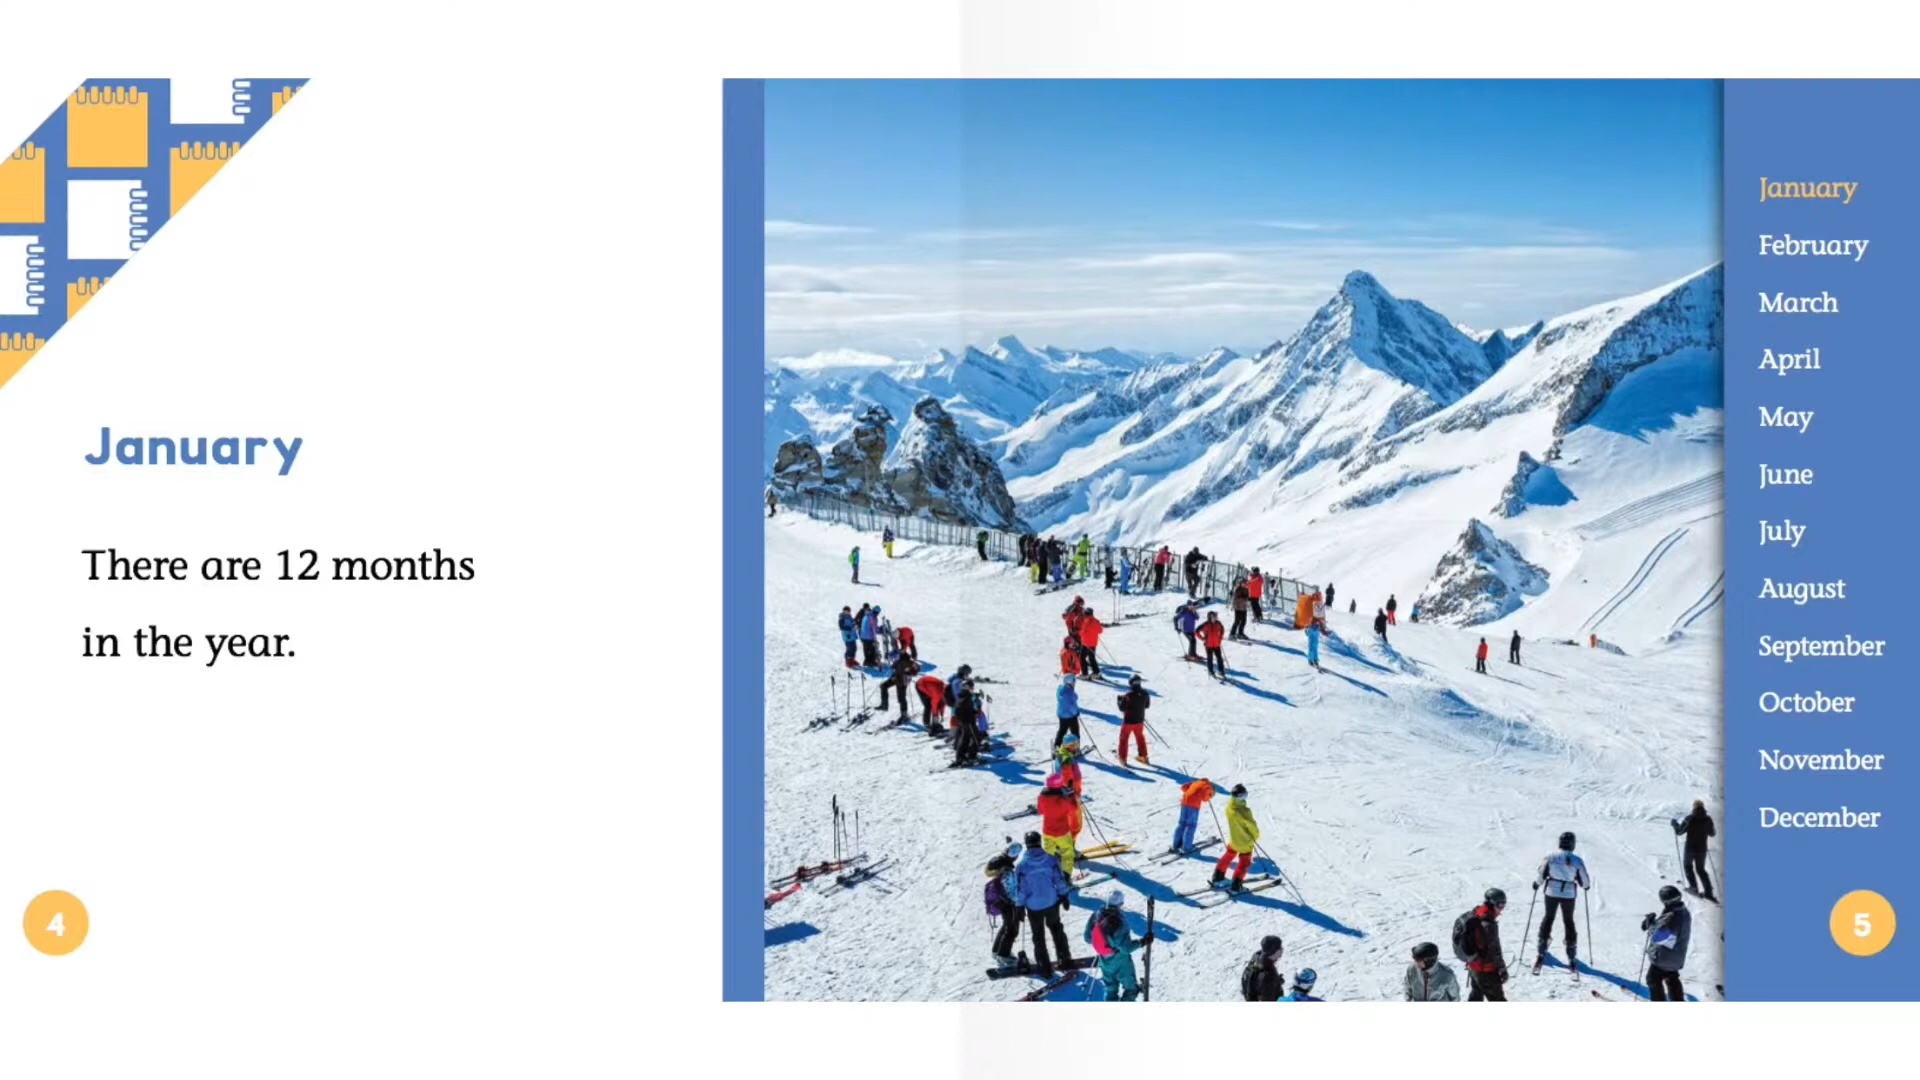 January
There are 12 months
in the year.
4
January
February
March
April
May
June
July
August
September
October
November
December
5